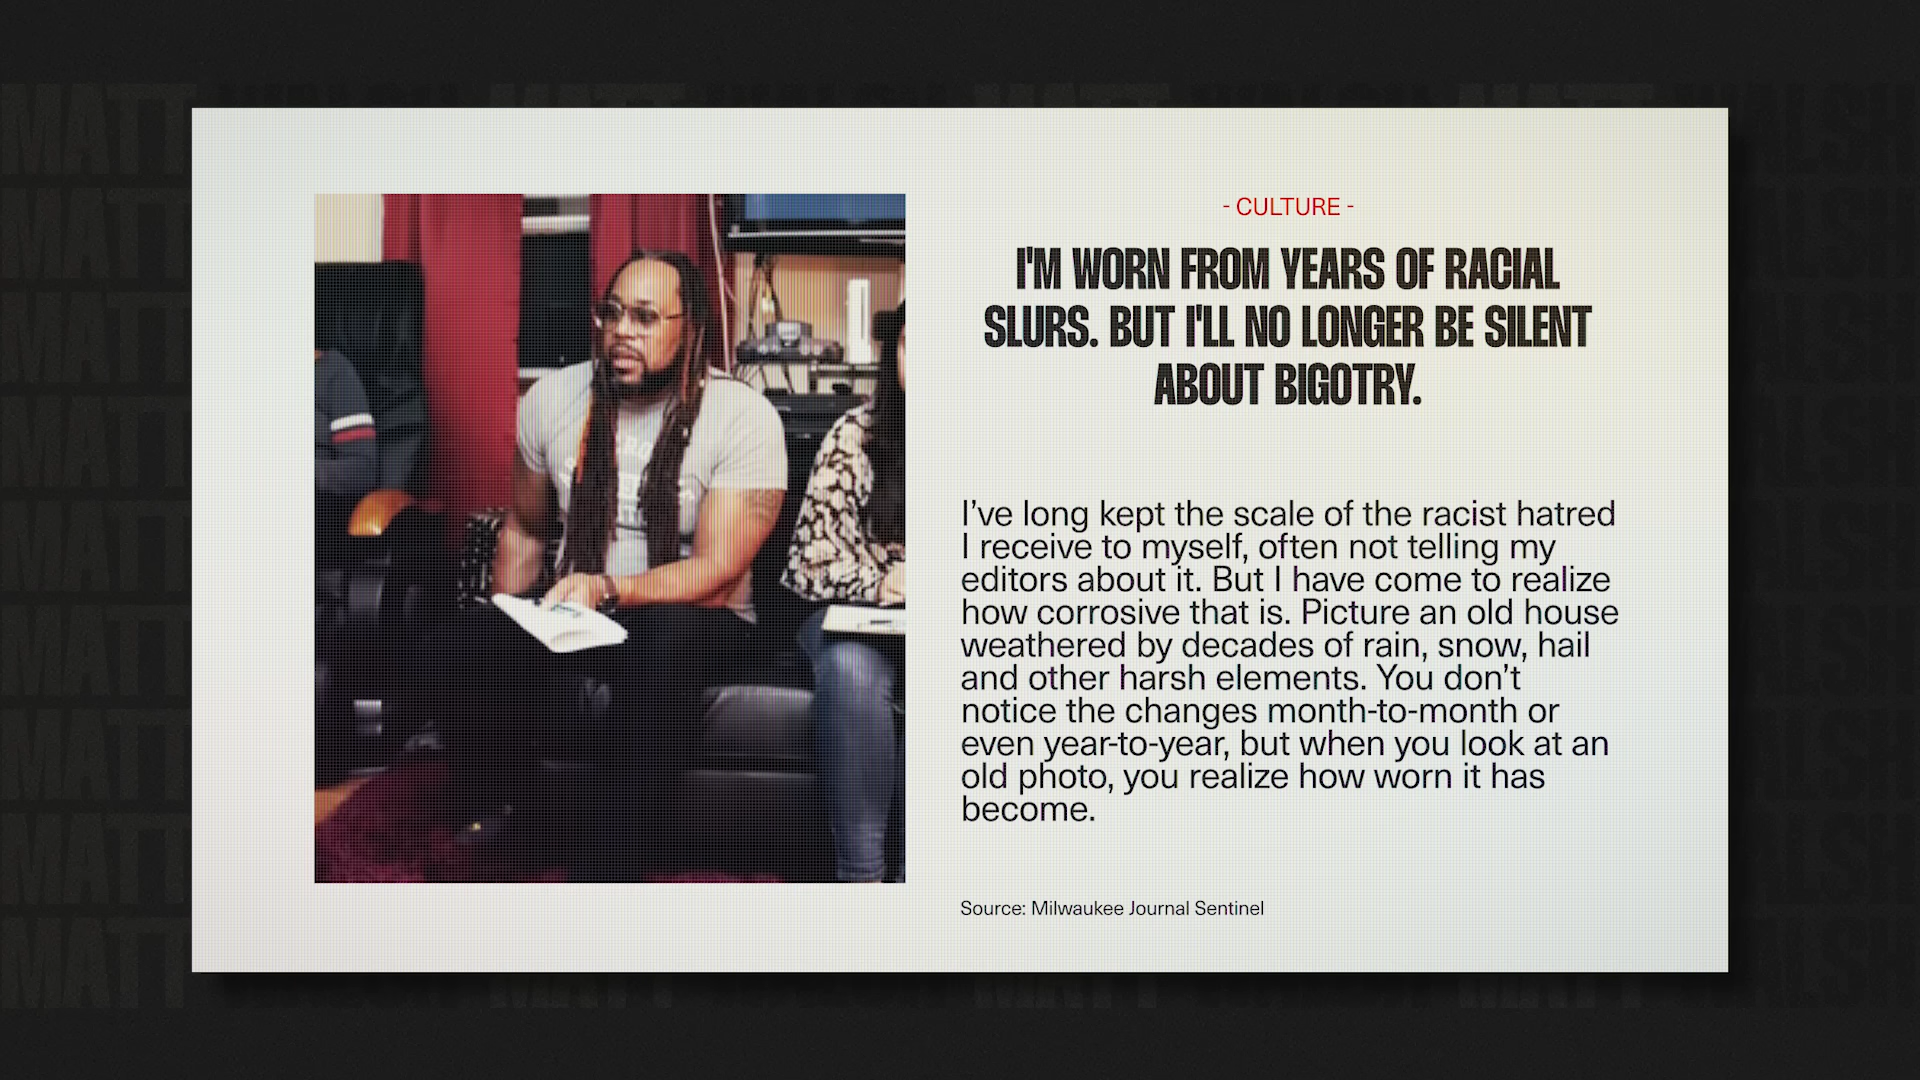 - CULTURE -
I'M WORN FROM YEARS OF RACIAL
SLURS. BUT I'LL NO LONGER BE SILENT
ABOUT BIGOTRY.
I've long kept the scale of the racist hatred
I receive to myself, often not telling my
editors about it. But I have come to realize
how corrosive that is. Picture an old house
weathered by decades of rain, snow, hail
and other harsh elements. You don't
notice the changes month-to-month or
even year-to-year, but when you look at an
old photo, you realize how worn it has
become.
Source: Milwaukee Journal Sentinel